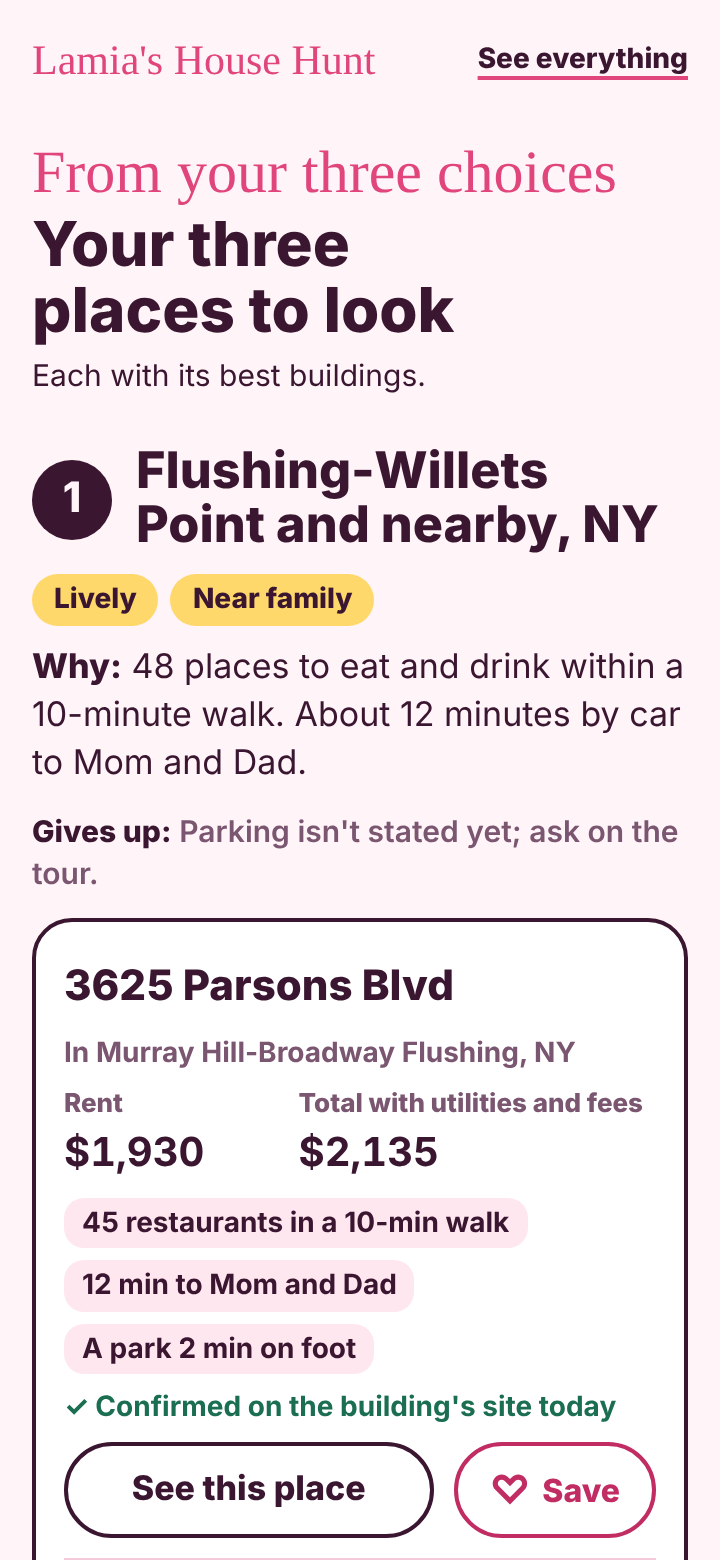 Lamia's House Hunt
See everything
From your three choices
Your three
places to look
Each with its best buildings.
1
Flushing-Willets
Point and nearby, NY
Lively
Near family
Why: 48 places to eat and drink within a
10-minute walk. About 12 minutes by car
to Mom and Dad.
Gives up: Parking isn't stated yet; ask on the
tour.
3625 Parsons Blvd
In Murray Hill-Broadway Flushing, NY
Rent
Total with utilities and fees
$1,930
$2,135
45 restaurants in a 10-min walk
12 min to Mom and Dad
A park 2 min on foot
✓ Confirmed on the building's site today
See this place
♡ Save